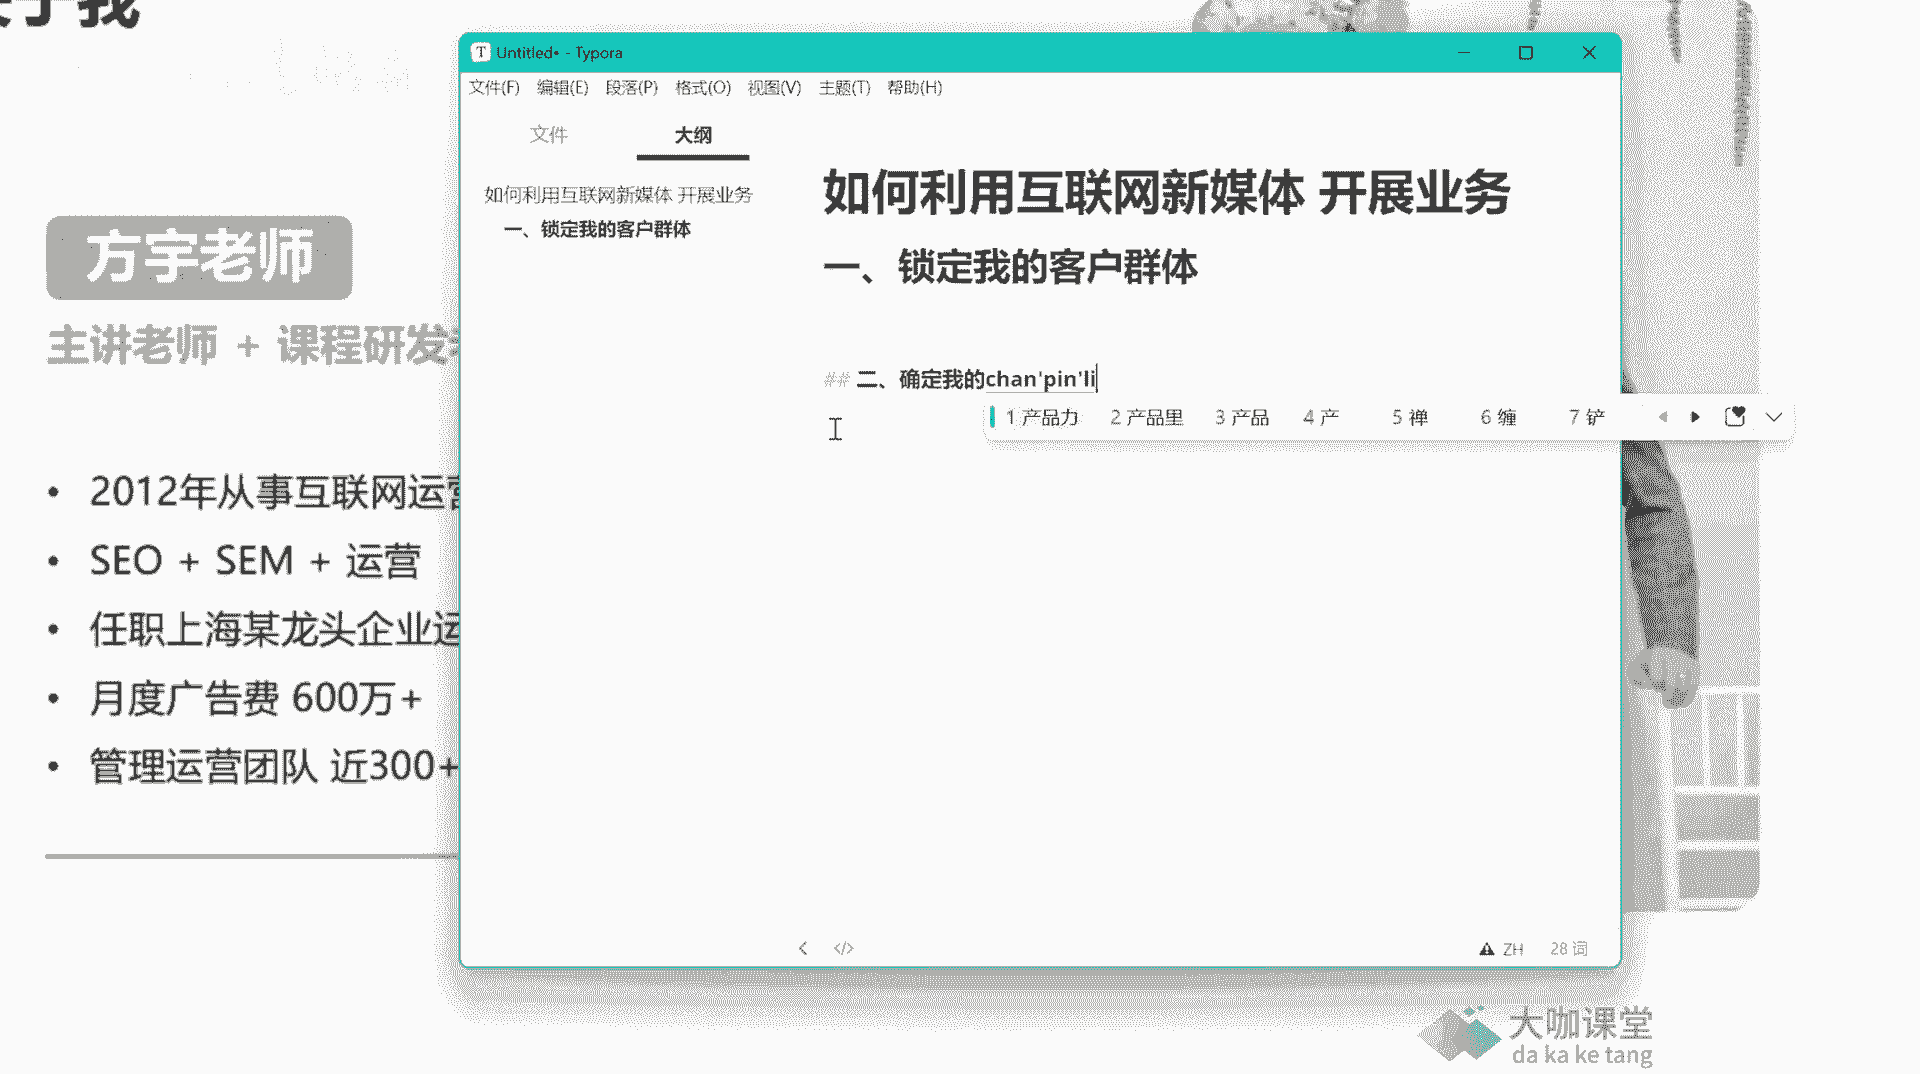 于我
方宇老师
主讲老师 + 课程研发
• 2012年从事互联网运营
• SEO + SEM + 运营
• 任职上海某龙头企业运
• 月度广告费 600万+
• 管理运营团队 近300+
Untitled• - Typora
文件(F) 编辑(E) 段落(P) 格式(O) 视图(V) 主题(T) 帮助(H)
文件 大纲
如何利用互联网新媒体 开展业务
一、锁定我的客户群体
如何利用互联网新媒体 开展业务
一、锁定我的客户群体
## 二、确定我的chan'pin'li
1 产品力 2 产品里 3 产品 4 产 5 禅 6 缠 7 铲
</> ZH 28 词
大咖课堂
da ka ke tang